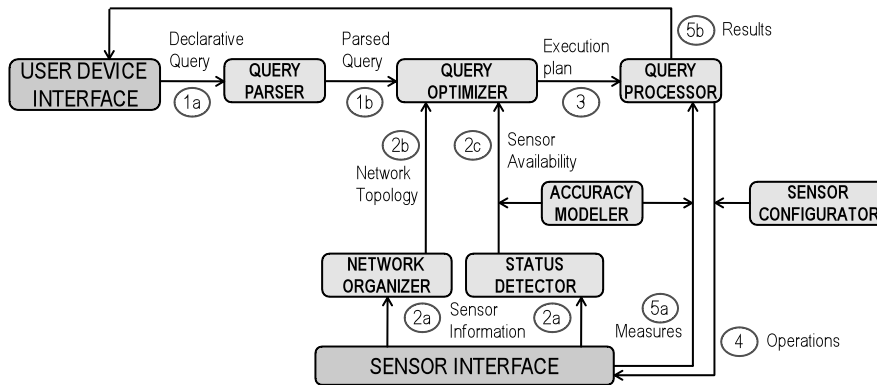 5b Results
Declarative
Query
Parsed
Query
Execution
plan
USER DEVICE
INTERFACE
QUERY
PARSER
QUERY
OPTIMIZER
QUERY
PROCESSOR
1a
1b
3
2b
Network
Topology
2c
Sensor
Availability
ACCURACY
MODELER
SENSOR
CONFIGURATOR
NETWORK
ORGANIZER
STATUS
DETECTOR
2a
Sensor
Information
2a
5a
Measures
4 Operations
SENSOR INTERFACE